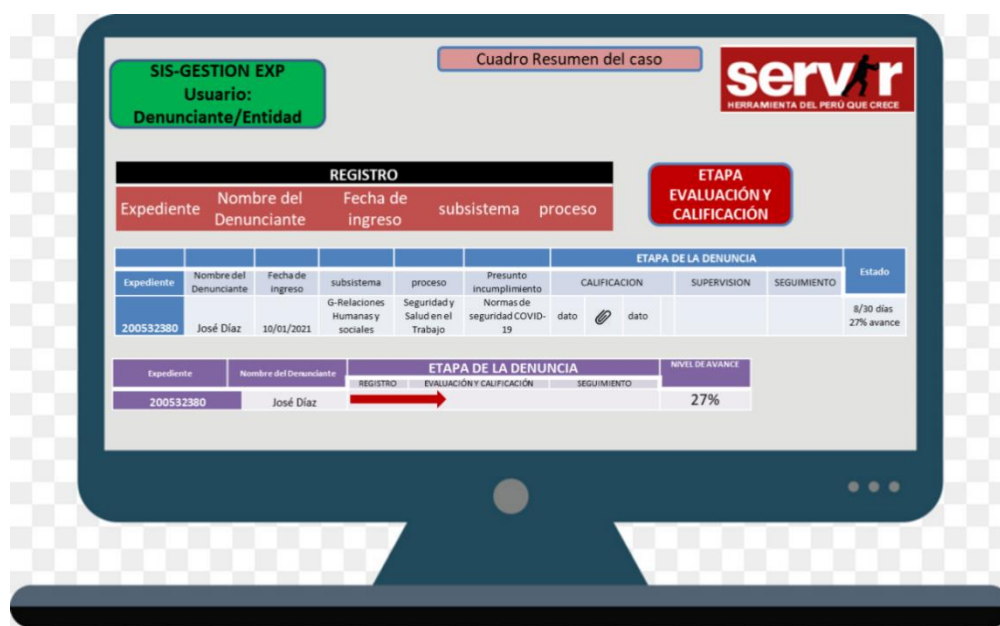 SIS-GESTION EXP
Usuario:
Denunciante/Entidad
Cuadro Resumen del caso
servir
HERRAMIENTA DEL PERÚ QUE CRECE
REGISTRO
Expediente Nombre del Denunciante Fecha de ingreso subsistema proceso
ETAPA
EVALUACIÓN Y
CALIFICACIÓN
ETAPA DE LA DENUNCIA
Expediente Nombre del Denunciante Fecha de ingreso subsistema proceso Presunto incumplimiento CALIFICACION SUPERVISION SEGUIMIENTO Estado
200532380 José Díaz 10/01/2021 G-Relaciones Humanas y sociales Seguridad y Salud en el Trabajo Normas de seguridad COVID-19 dato dato 8/30 días 27% avance
Expediente Nombre del Denunciante ETAPA DE LA DENUNCIA NIVEL DE AVANCE
REGISTRO EVALUACIÓN Y CALIFICACIÓN SEGUIMIENTO
200532380 José Díaz 27%